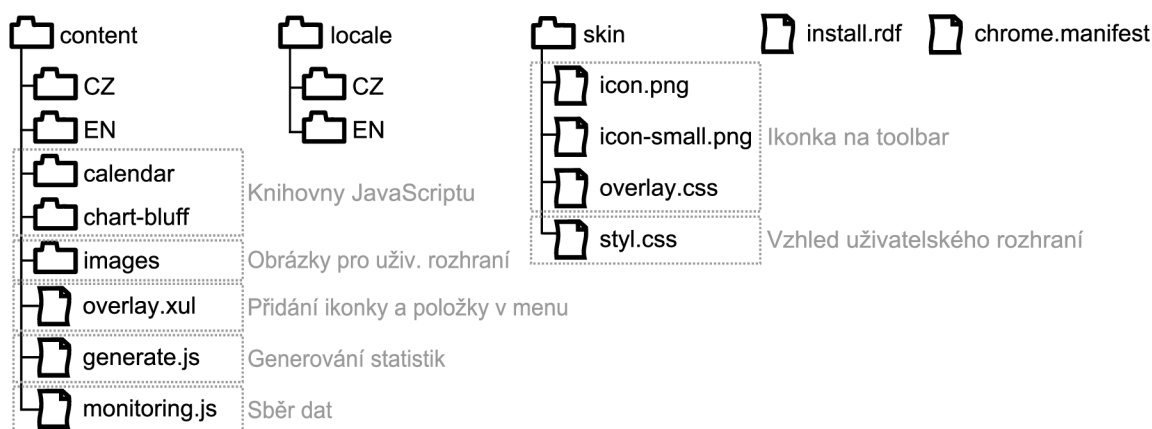 content
CZ
EN
calendar
chart-bluff
Knihovny JavaScriptu
images
Obrázky pro uživ. rozhraní
overlay.xul
Přidání ikonky a položky v menu
generate.js
Generování statistik
monitoring.js
Sběr dat
locale
CZ
EN
skin
icon.png
icon-small.png
Ikonka na toolbar
overlay.css
styl.css
Vzhled uživatelského rozhraní
install.rdf
chrome.manifest